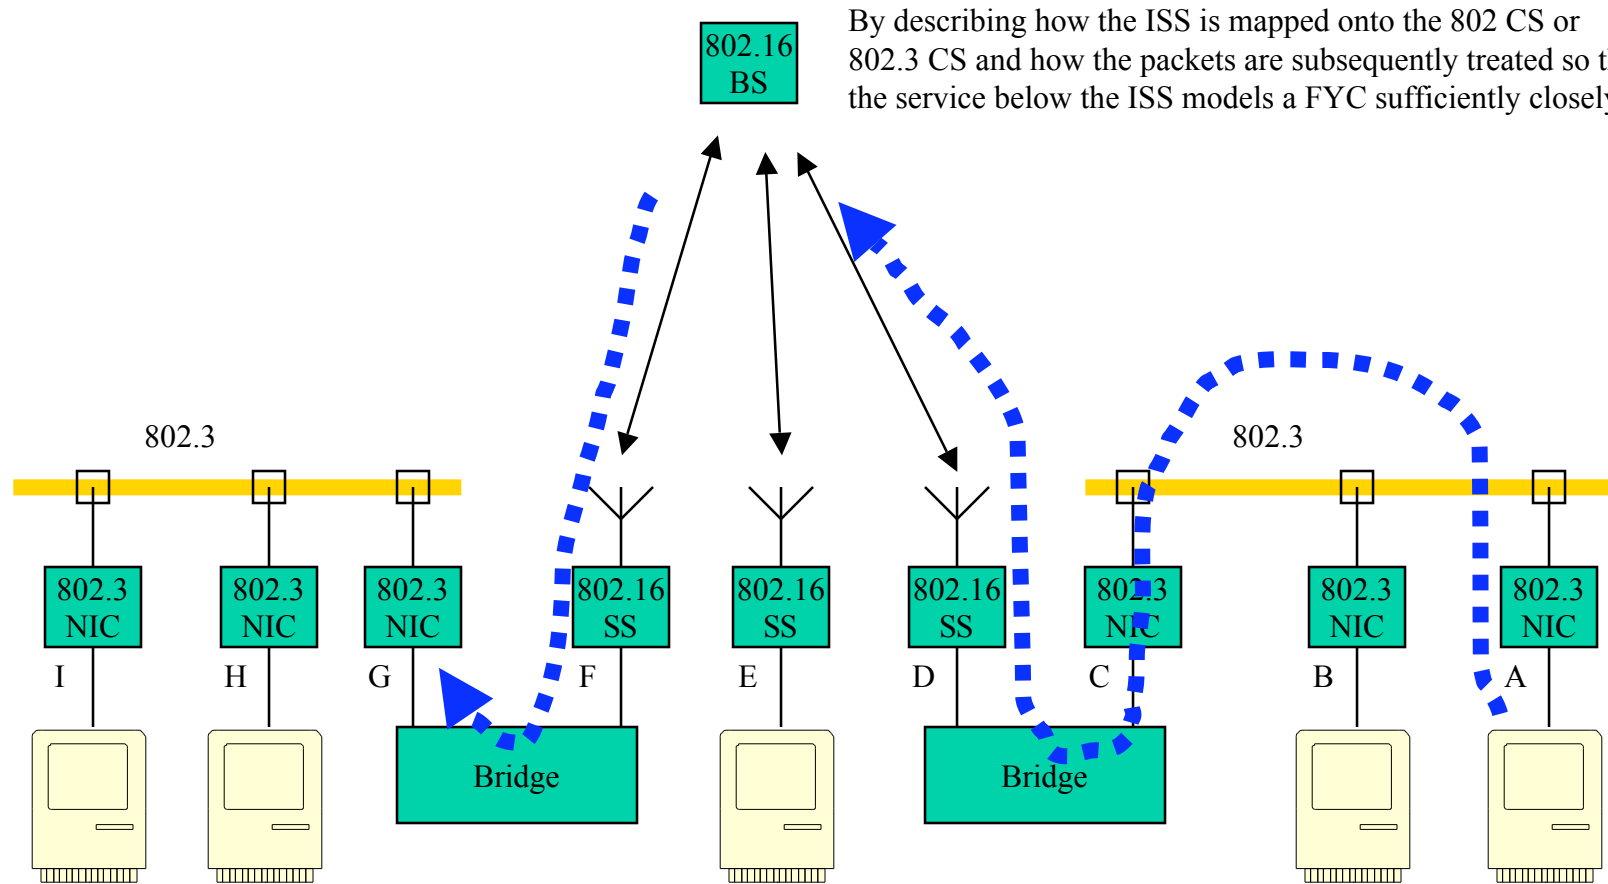 By describing how the ISS is mapped onto the 802 CS or
802.3 CS and how the packets are subsequently treated so
the service below the ISS models a FYC sufficiently closely
802.16
BS
802.3
802.3
802.3
NIC
802.3
NIC
802.3
NIC
802.16
SS
802.16
SS
802.16
SS
802.3
NIC
802.3
NIC
802.3
NIC
I
H
G
F
E
D
C
B
A
Bridge
Bridge